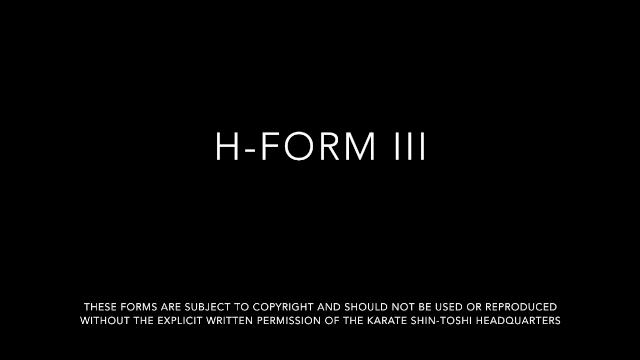 H-FORM III
THESE FORMS ARE SUBJECT TO COPYRIGHT AND SHOULD NOT BE USED OR REPRODUCED
WITHOUT THE EXPLICIT WRITTEN PERMISSION OF THE KARATE SHIN-TOSHI HEADQUARTERS